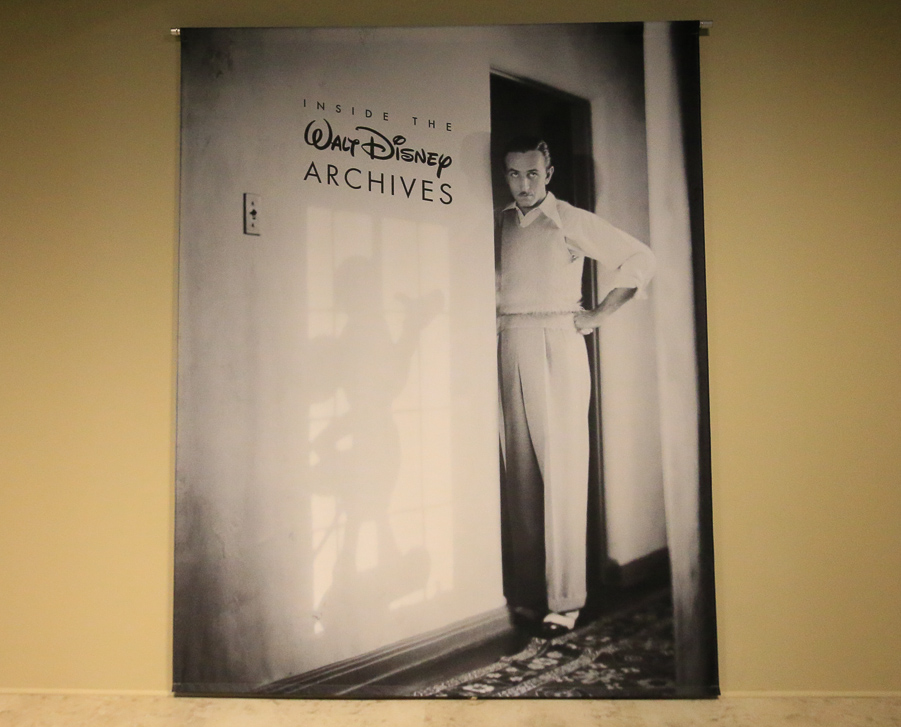 INSIDE THE
WALT DISNEY
ARCHIVES